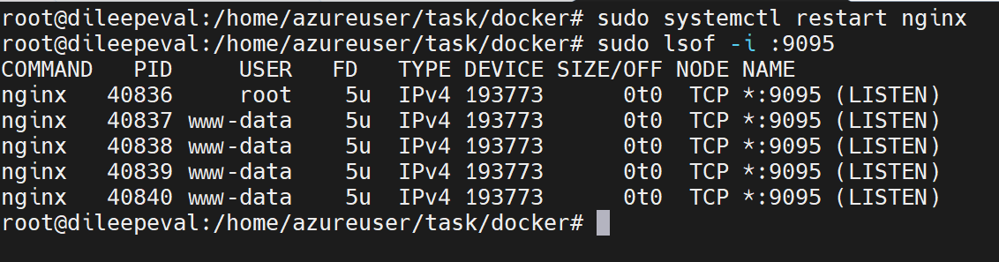 root@dileepeval:/home/azureuser/task/docker# sudo systemctl restart nginx
root@dileepeval:/home/azureuser/task/docker# sudo lsof -i :9095
COMMAND   PID     USER   FD   TYPE DEVICE SIZE/OFF NODE NAME
nginx   40836     root    5u  IPv4 193773      0t0  TCP *:9095 (LISTEN)
nginx   40837 www-data    5u  IPv4 193773      0t0  TCP *:9095 (LISTEN)
nginx   40838 www-data    5u  IPv4 193773      0t0  TCP *:9095 (LISTEN)
nginx   40839 www-data    5u  IPv4 193773      0t0  TCP *:9095 (LISTEN)
nginx   40840 www-data    5u  IPv4 193773      0t0  TCP *:9095 (LISTEN)
root@dileepeval:/home/azureuser/task/docker#